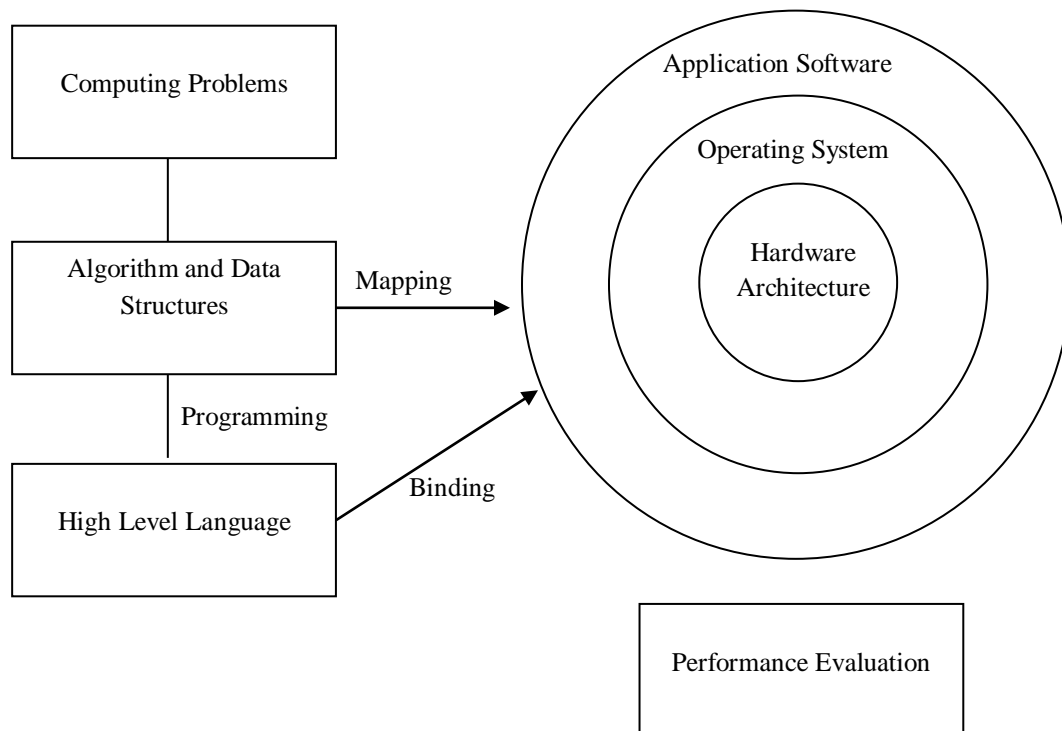 Computing Problems
Algorithm and Data
Structures
Programming
High Level Language
Mapping
Binding
Application Software
Operating System
Hardware
Architecture
Performance Evaluation